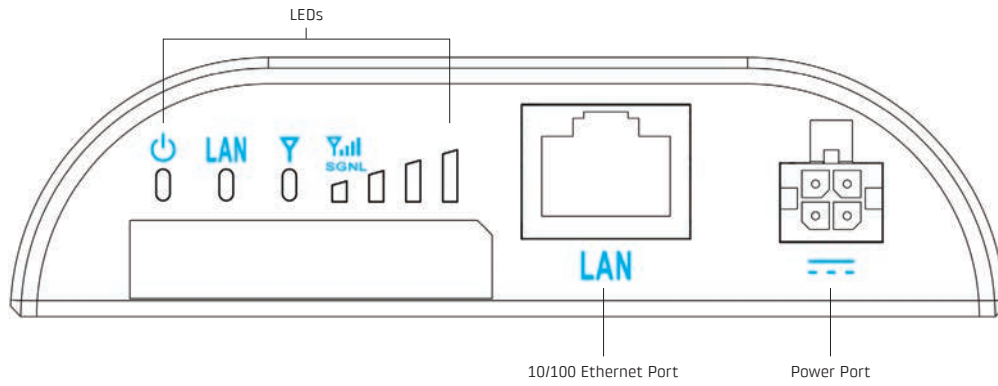 LEDs
LAN
SGNL
LAN
10/100 Ethernet Port
Power Port